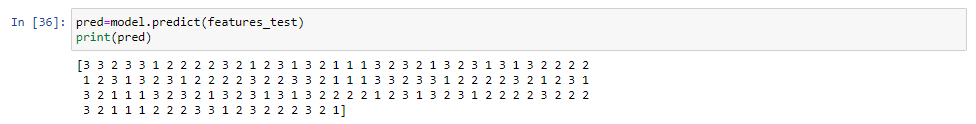 In [36]: pred=model.predict(features_test)
print(pred)
[3 3 2 3 3 1 2 2 2 2 3 2 1 2 3 1 3 2 1 1 1 3 2 3 2 1 3 2 3 1 3 1 3 2 2 2 2
1 2 3 1 3 2 3 1 2 2 2 2 3 2 2 3 3 2 1 1 1 3 3 2 3 3 1 2 2 2 2 3 2 1 2 3 1
3 2 1 1 1 3 2 3 2 1 3 2 3 1 3 1 3 2 2 2 2 1 2 3 1 3 2 3 1 2 2 2 2 3 2 2 2
3 2 1 1 1 2 2 2 3 3 1 2 3 2 2 2 3 2 1]